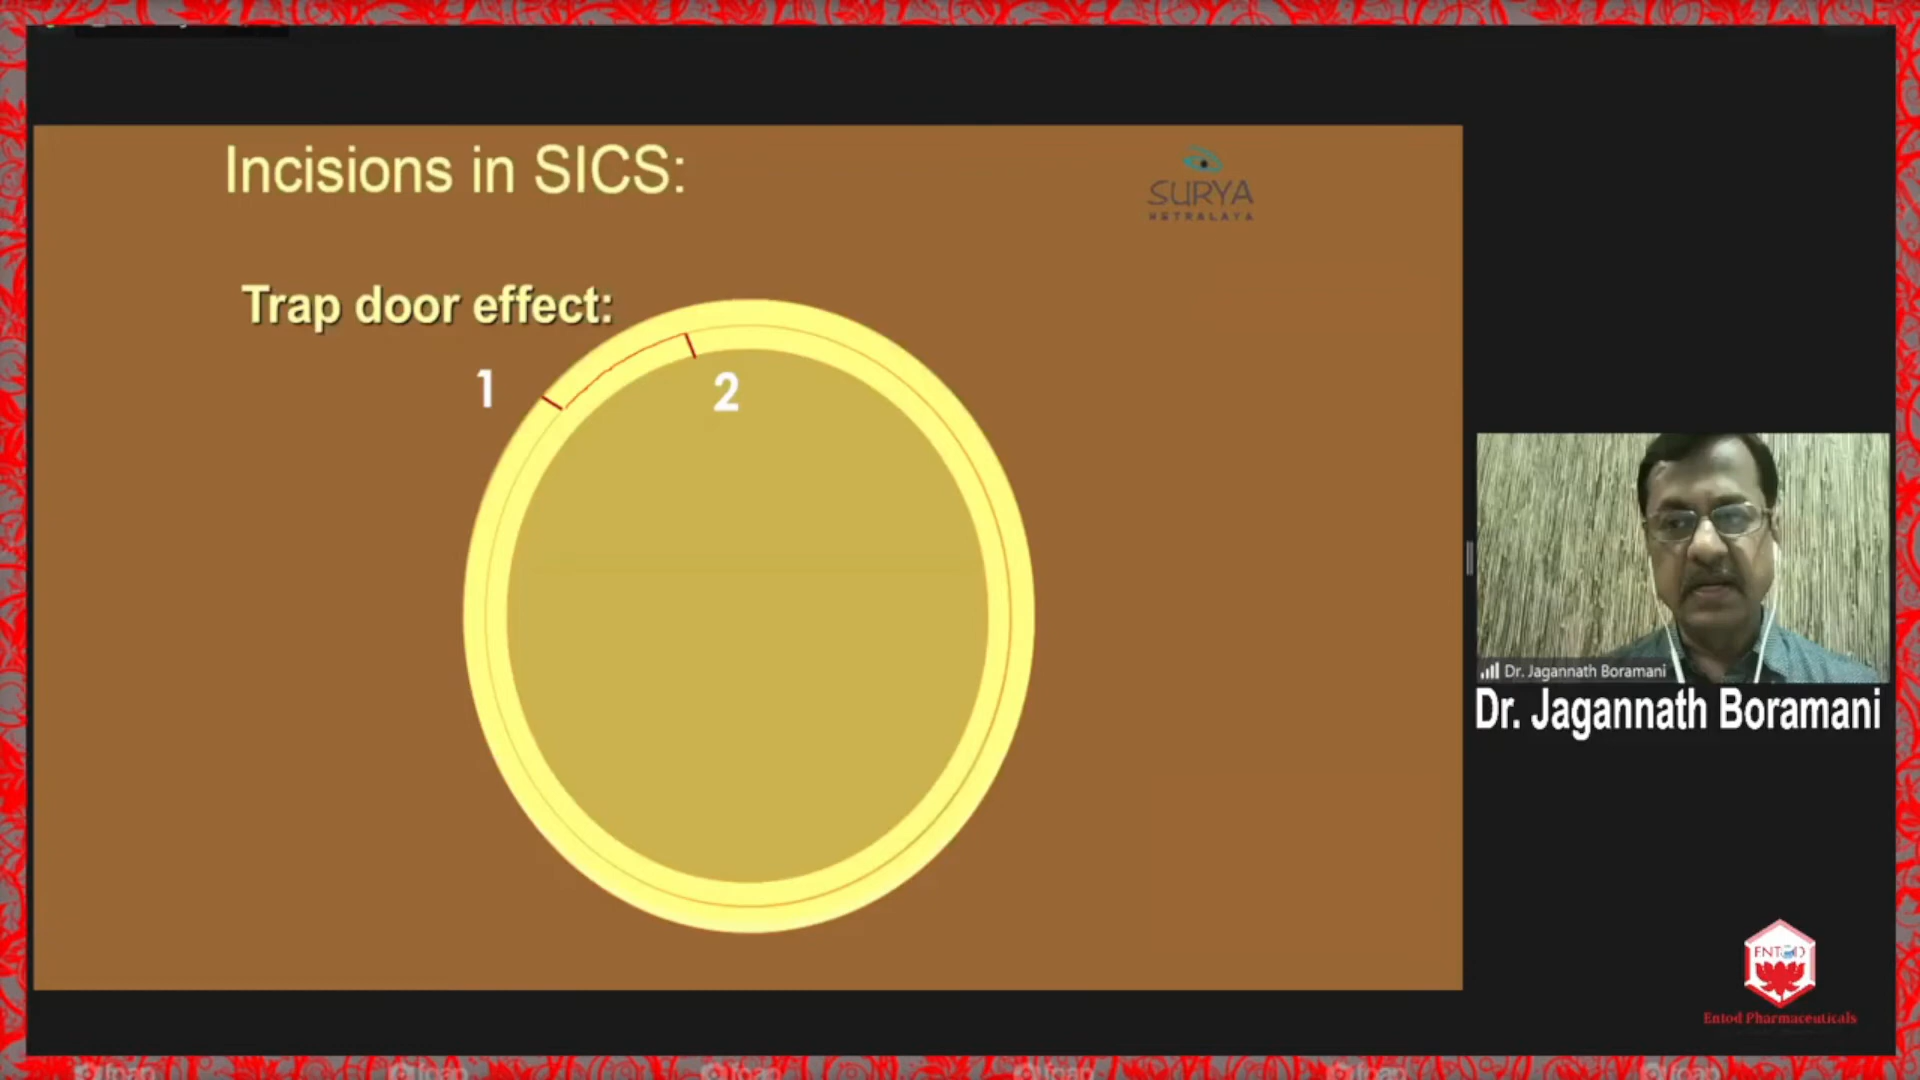 Incisions in SICS:
SURYA
NETRALAYA
Trap door effect:
1
2
Dr. Jagannath Boramani
Dr. Jagannath Boramani
ENTOD
Entod Pharmaceuticals